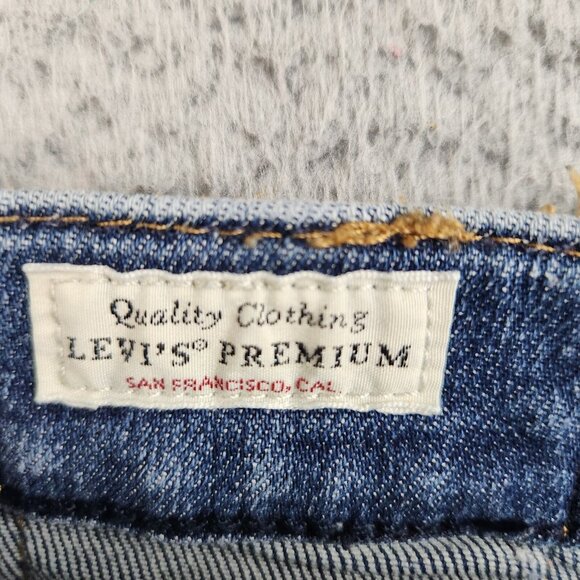 Quality Clothing
LEVI'S® PREMIUM
SAN FRANCISCO, CAL.